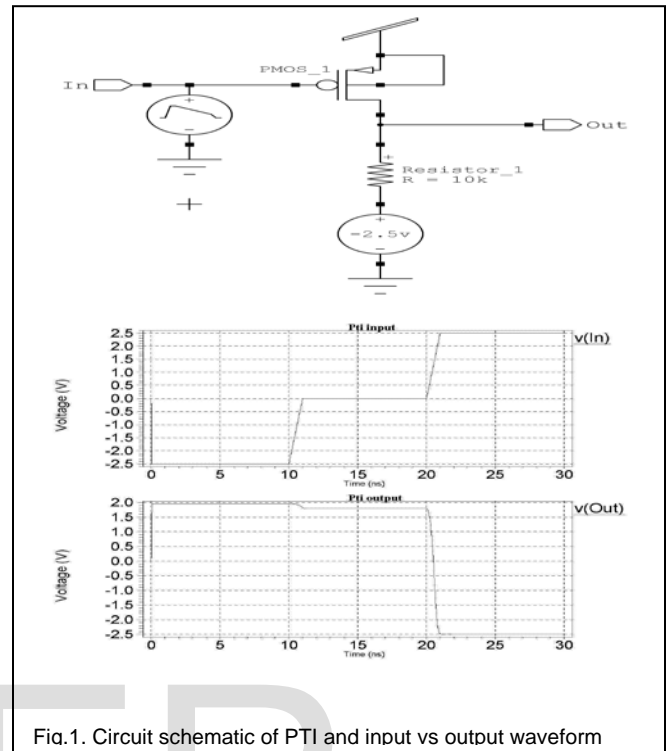 PMOS_1
In
Out
Resistor_1
R = 10k
-2.5v
Pti input
v(In)
Voltage (V)
2.5
2.0
1.5
1.0
0.5
0.0
-0.5
-1.0
-1.5
-2.0
-2.5
0 5 10 15 20 25 30
Time (ns)
Pti output
v(Out)
Voltage (V)
2.0
1.5
1.0
0.5
0.0
-0.5
-1.0
-1.5
-2.0
-2.5
0 5 10 15 20 25 30
Time (ns)
Fig.1. Circuit schematic of PTI and input vs output waveform